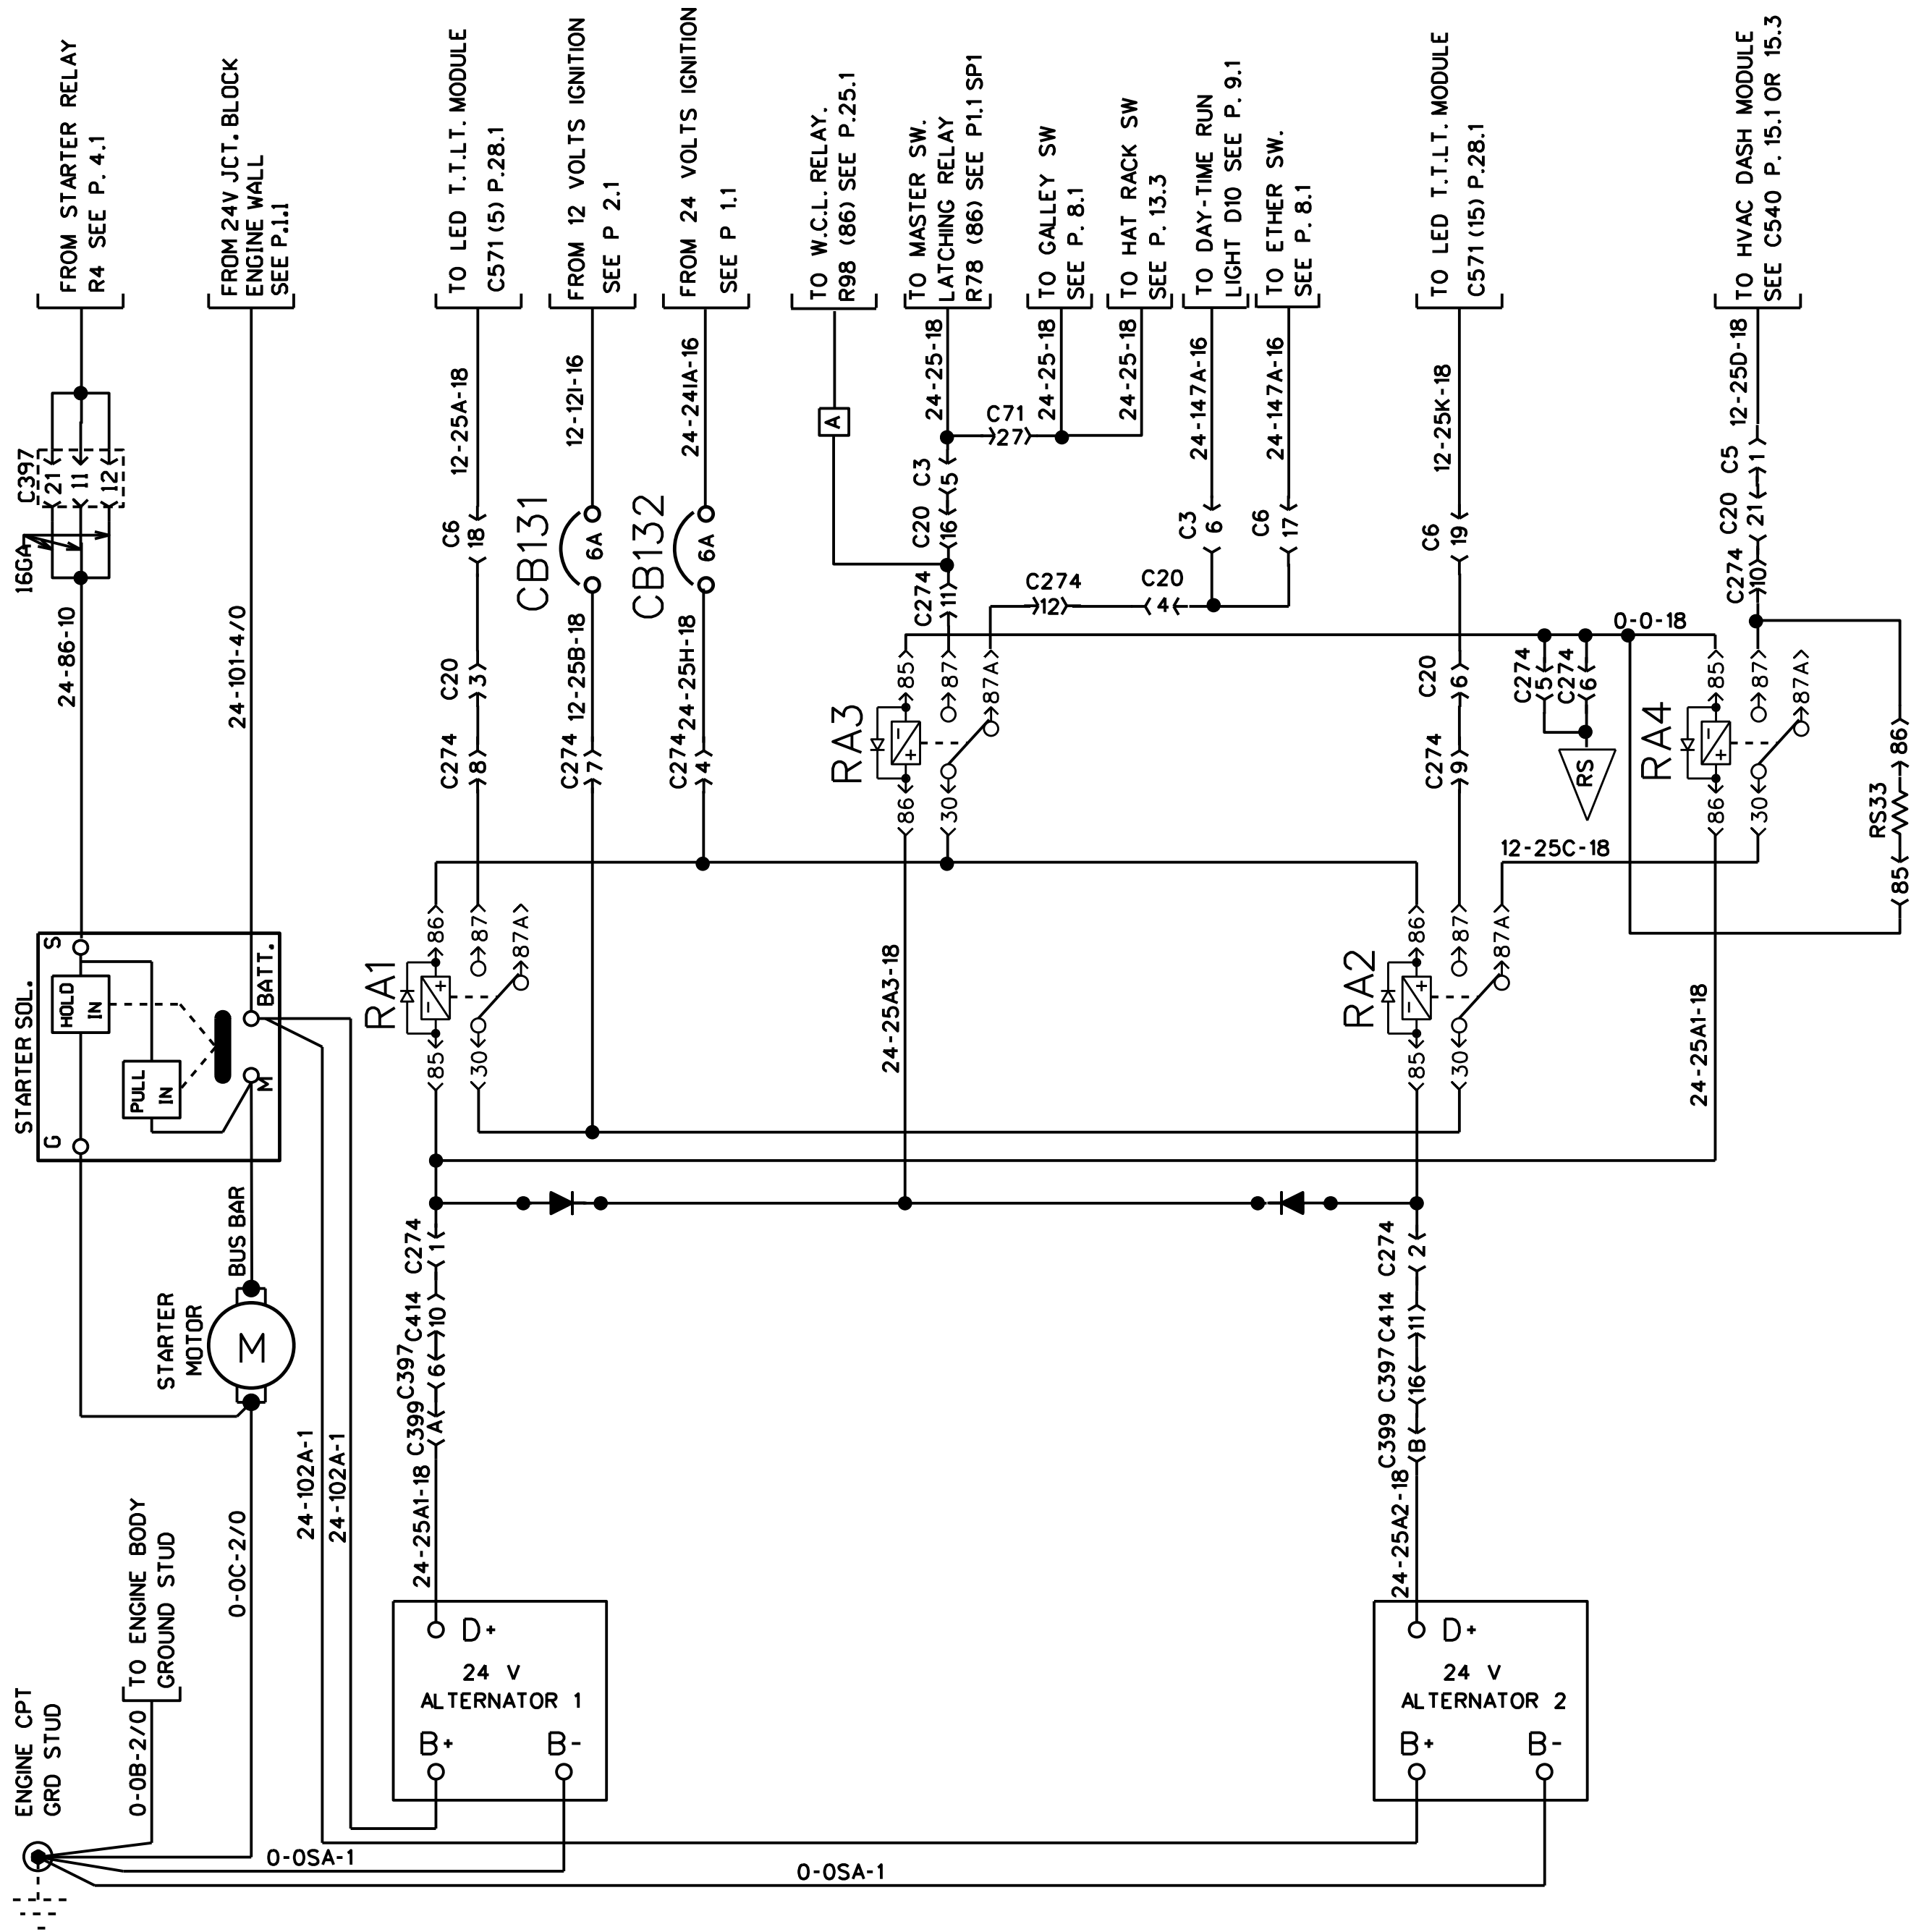 FROM STARTER RELAY
R4 SEE P. 4.1
FROM 24V JCT. BLOCK
ENGINE WALL
SEE P.1.1
TO LED T.T.LT. MODULE
C571 (5) P.28.1
FROM 12 VOLTS IGNITION
SEE P 2.1
FROM 24 VOLTS IGNITION
SEE P 1.1
TO W.C.L. RELAY.
R98 (86) SEE P.25.1
TO MASTER SW.
LATCHING RELAY
R78 (86) SEE P1.1 SP1
TO GALLEY SW
SEE P. 8.1
TO HAT RACK SW
SEE P. 13.3
TO DAY-TIME RUN
LIGHT D10 SEE P. 9.1
TO ETHER SW.
SEE P. 8.1
TO LED T.T.LT. MODULE
C571 (15) P.28.1
TO HVAC DASH MODULE
SEE C540 P. 15.1 OR 15.3
C397
21
11
12
16GA
24-86-10
24-101-4/0
12-25A-18
C6
18
C20
3
C274
8
12-12I-16
CB131
6A
12-25B-18
C274
7
24-24IA-16
CB132
6A
24-25H-18
C274
4
A
24-25-18
C71
27
24-25-18
24-25-18
C3
5
C20
16
C274
11
24-147A-16
C3
6
24-147A-16
C6
17
C274
12
C20
4
12-25K-18
C6
19
C20
6
C274
9
12-25D-18
C5
1
C20
21
C274
10
0-0-18
C274
5
C274
6
RS
RA3
85
87
87A
- +
86
30
RA4
85
87
87A
- +
86
30
86
RS33
85
12-25C-18
STARTER SOL.
S
HOLD
IN
PULL
IN
G
BATT.
M
RA1
86
87
87A
- +
85
30
24-25A3-18
RA2
86
87
87A
- +
85
30
24-25A1-18
BUS BAR
STARTER
MOTOR
M
C274
1
C414
10
C397
6
C399
A
24-25A1-18
C274
2
C414
11
C397
16
C399
B
24-25A2-18
24-102A-1
24-102A-1
0-0C-2/0
TO ENGINE BODY
GROUND STUD
0-0B-2/0
ENGINE CPT
GRD STUD
D+
24 V
ALTERNATOR 1
B+
B-
D+
24 V
ALTERNATOR 2
B+
B-
0-0SA-1
0-0SA-1